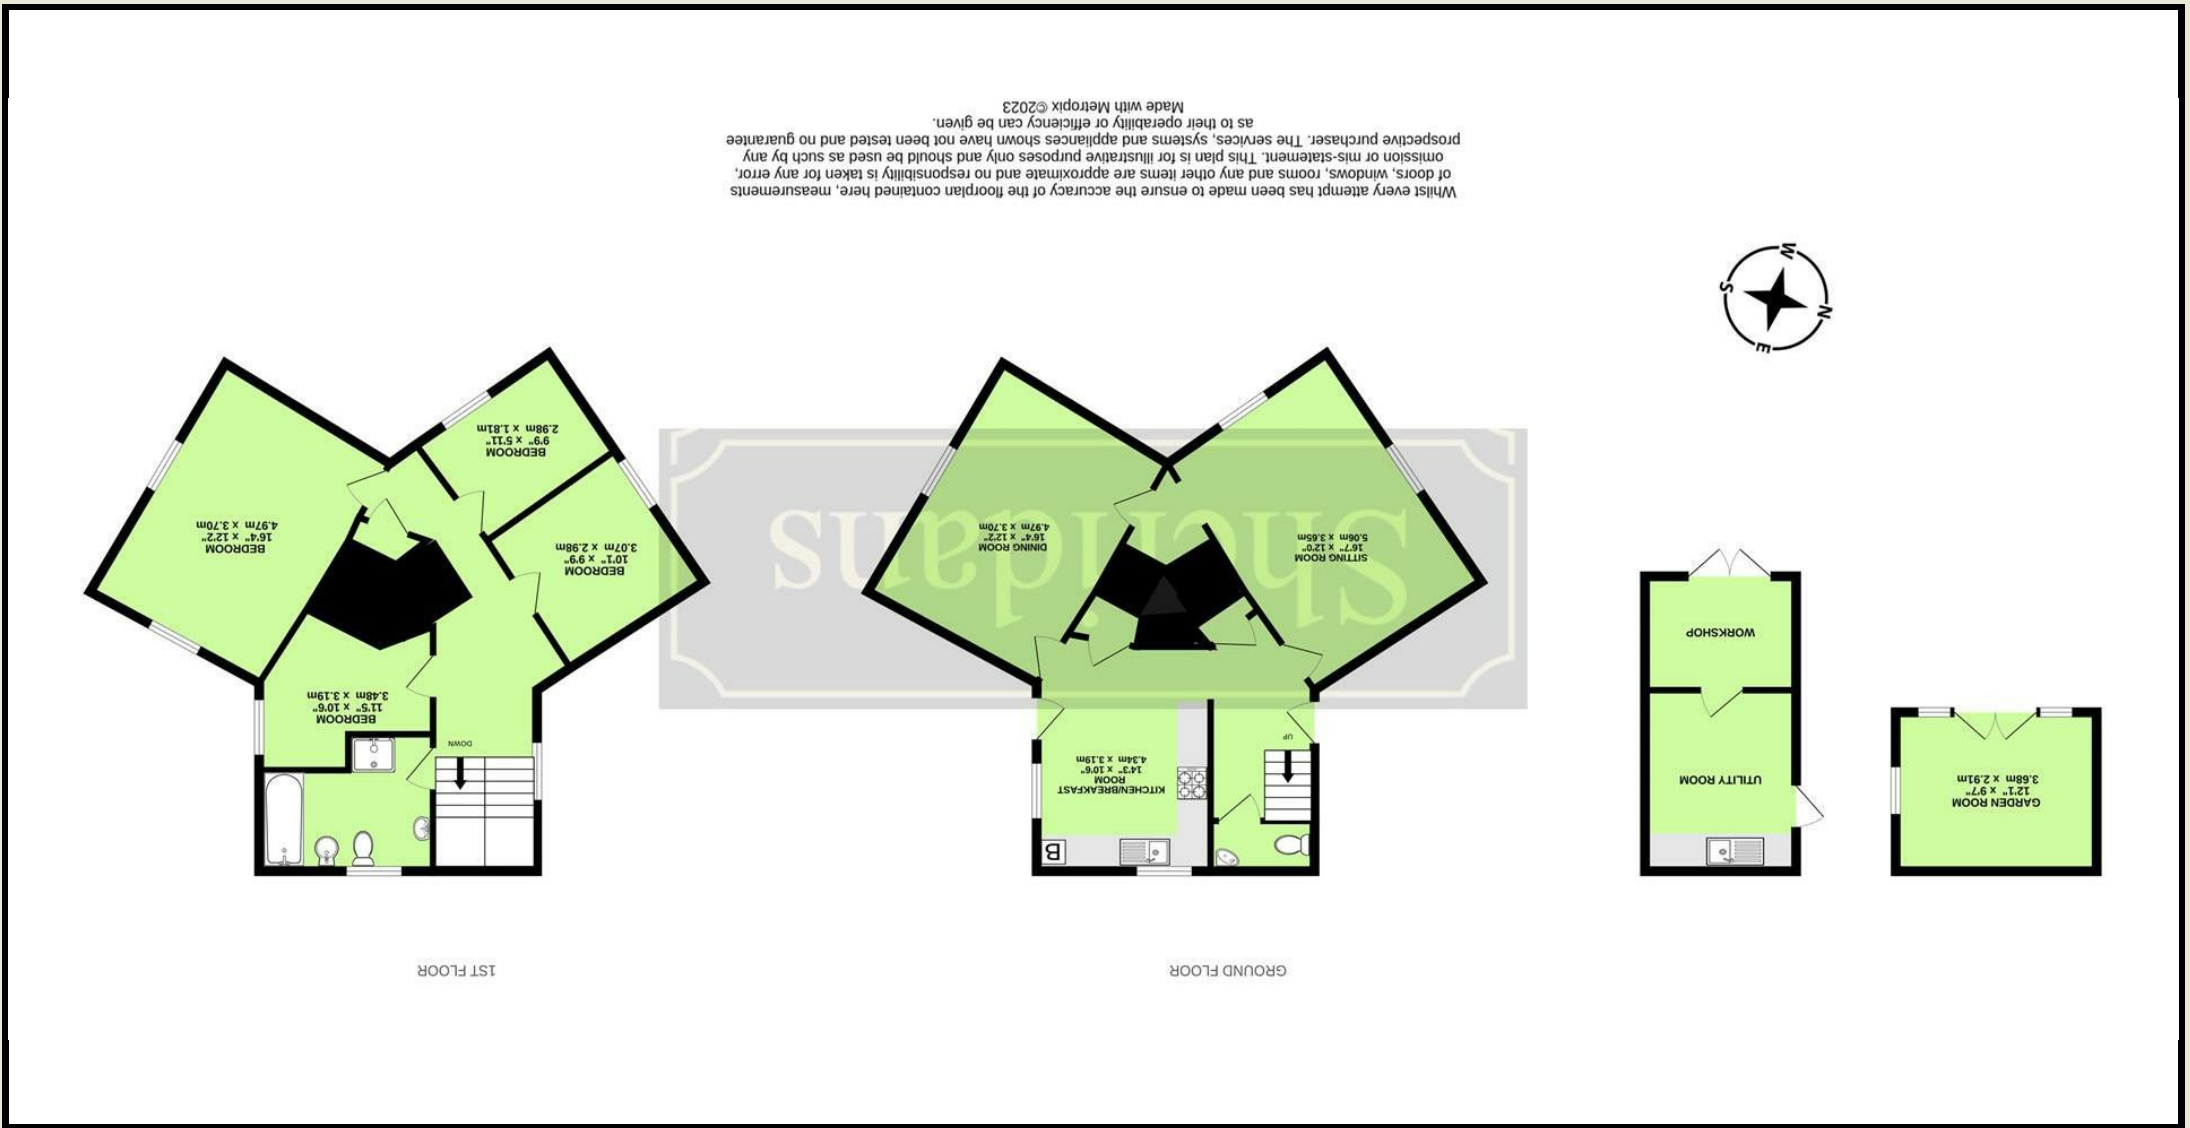 GROUND FLOOR
1ST FLOOR
GARDEN ROOM
12'1" x 9'7"
3.68m x 2.91m
UTILITY ROOM
WORKSHOP
B
KITCHEN/BREAKFAST
ROOM
14'3" x 10'6"
4.34m x 3.19m
UP
SITTING ROOM
16'7" x 12'0"
5.06m x 3.65m
DINING ROOM
16'4" x 12'2"
4.97m x 3.70m
DOWN
BEDROOM
11'5" x 10'6"
3.48m x 3.19m
BEDROOM
10'1" x 9'9"
3.07m x 2.98m
BEDROOM
16'4" x 12'2"
4.97m x 3.70m
BEDROOM
9'9" x 5'11"
2.98m x 1.81m
Sheridans
N
E
S
W
Whilst every attempt has been made to ensure the accuracy of the floorplan contained here, measurements
of doors, windows, rooms and any other items are approximate and no responsibility is taken for any error,
omission or mis-statement. This plan is for illustrative purposes only and should be used as such by any
prospective purchaser. The services, systems and appliances shown have not been tested and no guarantee
as to their operability or efficiency can be given.
Made with Metropix ©2023